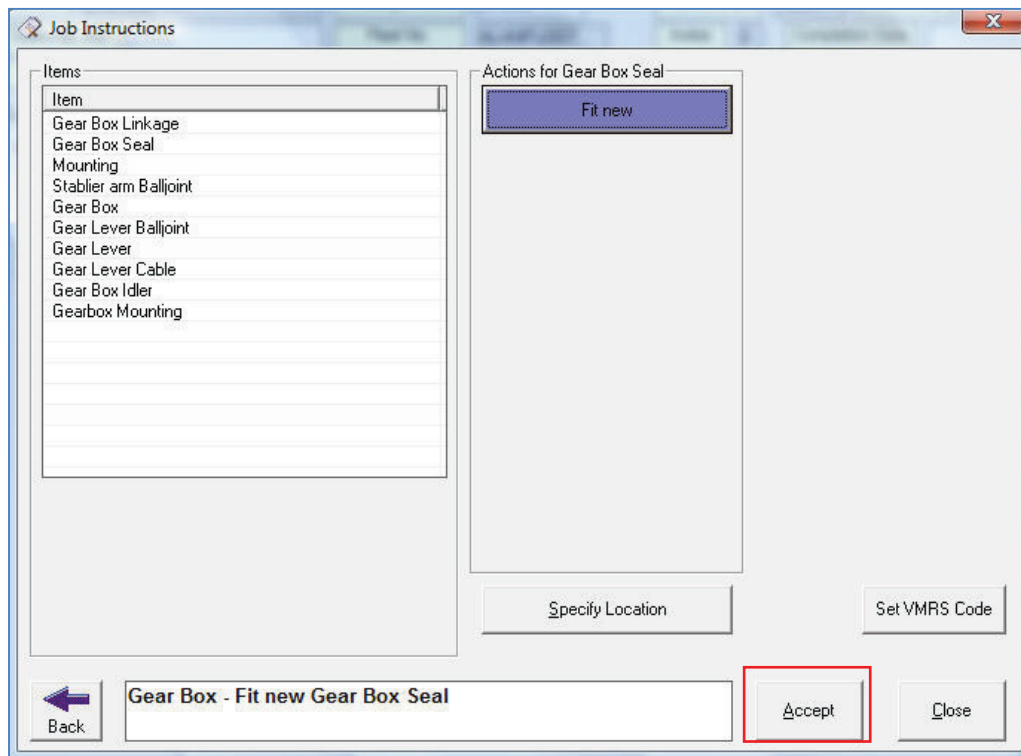 Job Instructions
X
Items
Item
Gear Box Linkage
Gear Box Seal
Mounting
Stablier arm Balljoint
Gear Box
Gear Lever Balljoint
Gear Lever
Gear Lever Cable
Gear Box Idler
Gearbox Mounting
Actions for Gear Box Seal
Fit new
Specify Location
Set VMRS Code
Back
Gear Box - Fit new Gear Box Seal
Accept
Close